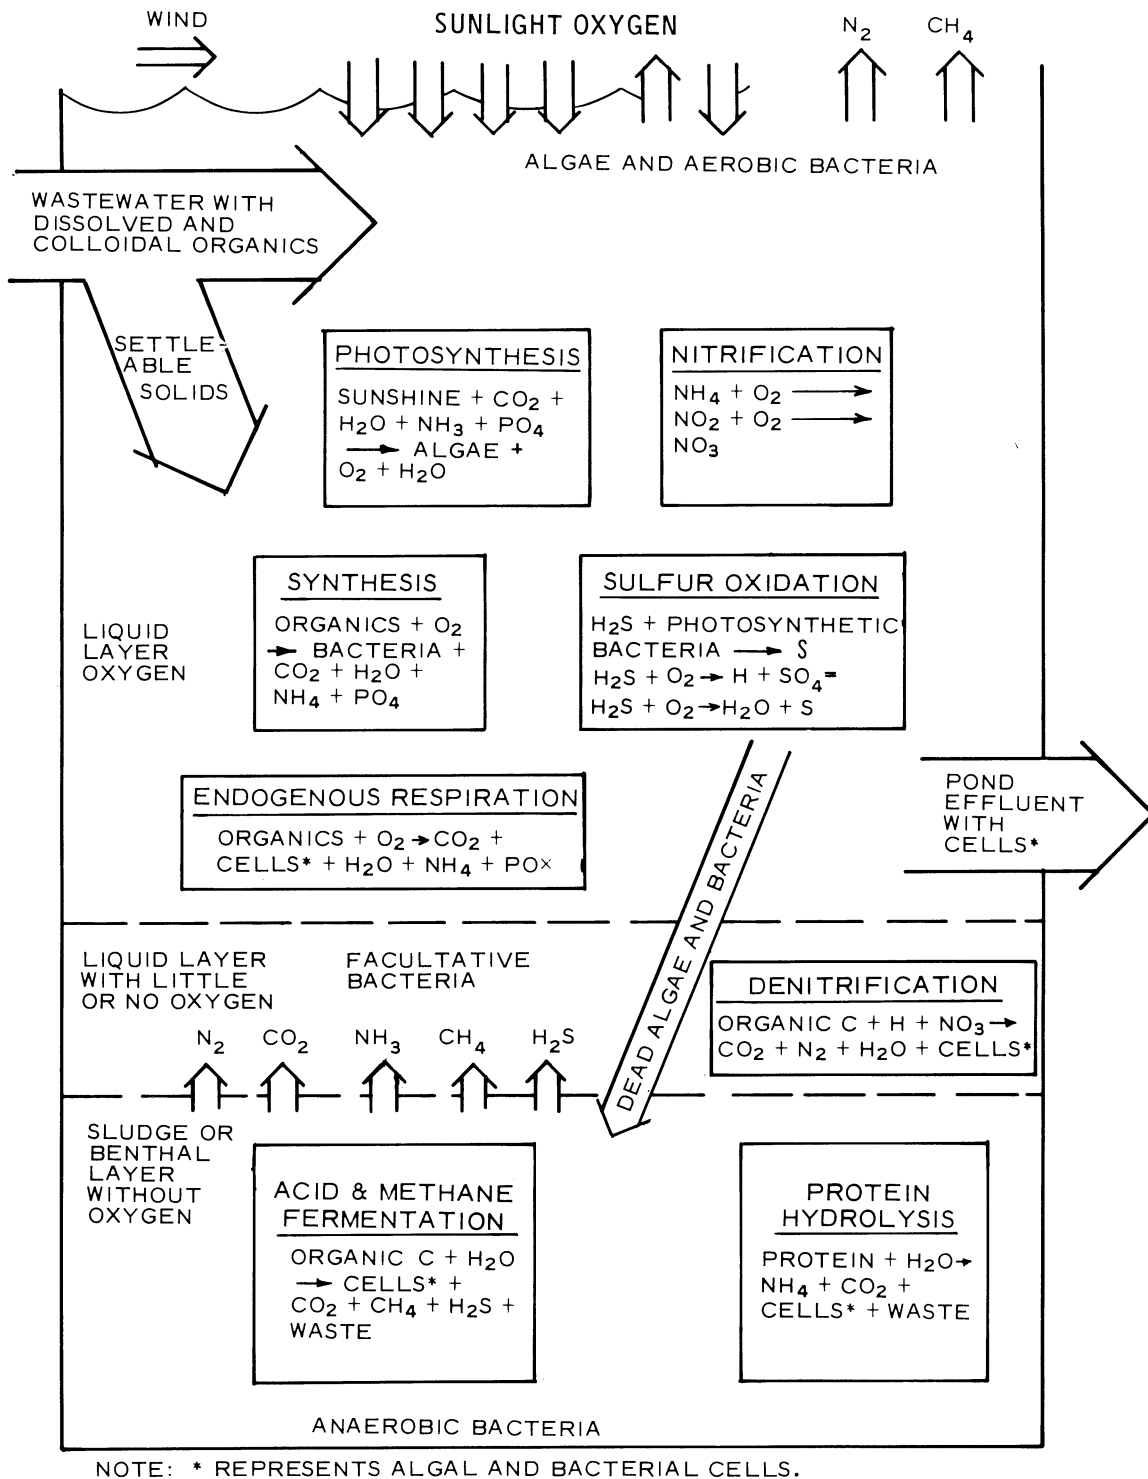 WIND
SUNLIGHT OXYGEN
N₂
CH₄
ALGAE AND AEROBIC BACTERIA
WASTEWATER WITH
DISSOLVED AND
COLLOIDAL ORGANICS
SETTLE-
ABLE
SOLIDS
PHOTOSYNTHESIS
SUNSHINE + CO₂ +
H₂O + NH₃ + PO₄
→ ALGAE +
O₂ + H₂O
NITRIFICATION
NH₄ + O₂ →
NO₂ + O₂ →
NO₃
LIQUID
LAYER
OXYGEN
SYNTHESIS
ORGANICS + O₂
→ BACTERIA +
CO₂ + H₂O +
NH₄ + PO₄
SULFUR OXIDATION
H₂S + PHOTOSYNTHETIC
BACTERIA → S
H₂S + O₂ → H + SO₄=
H₂S + O₂ → H₂O + S
ENDOGENOUS RESPIRATION
ORGANICS + O₂ → CO₂ +
CELLS* + H₂O + NH₄ + POx
POND
EFFLUENT
WITH
CELLS*
DEAD ALGAE AND BACTERIA
LIQUID LAYER
WITH LITTLE
OR NO OXYGEN
FACULTATIVE
BACTERIA
DENITRIFICATION
ORGANIC C + H + NO₃ →
CO₂ + N₂ + H₂O + CELLS*
N₂
CO₂
NH₃
CH₄
H₂S
SLUDGE OR
BENTHAL
LAYER
WITHOUT
OXYGEN
ACID & METHANE
FERMENTATION
ORGANIC C + H₂O
→ CELLS* +
CO₂ + CH₄ + H₂S +
WASTE
PROTEIN
HYDROLYSIS
PROTEIN + H₂O →
NH₄ + CO₂ +
CELLS* + WASTE
ANAEROBIC BACTERIA
NOTE: * REPRESENTS ALGAL AND BACTERIAL CELLS.